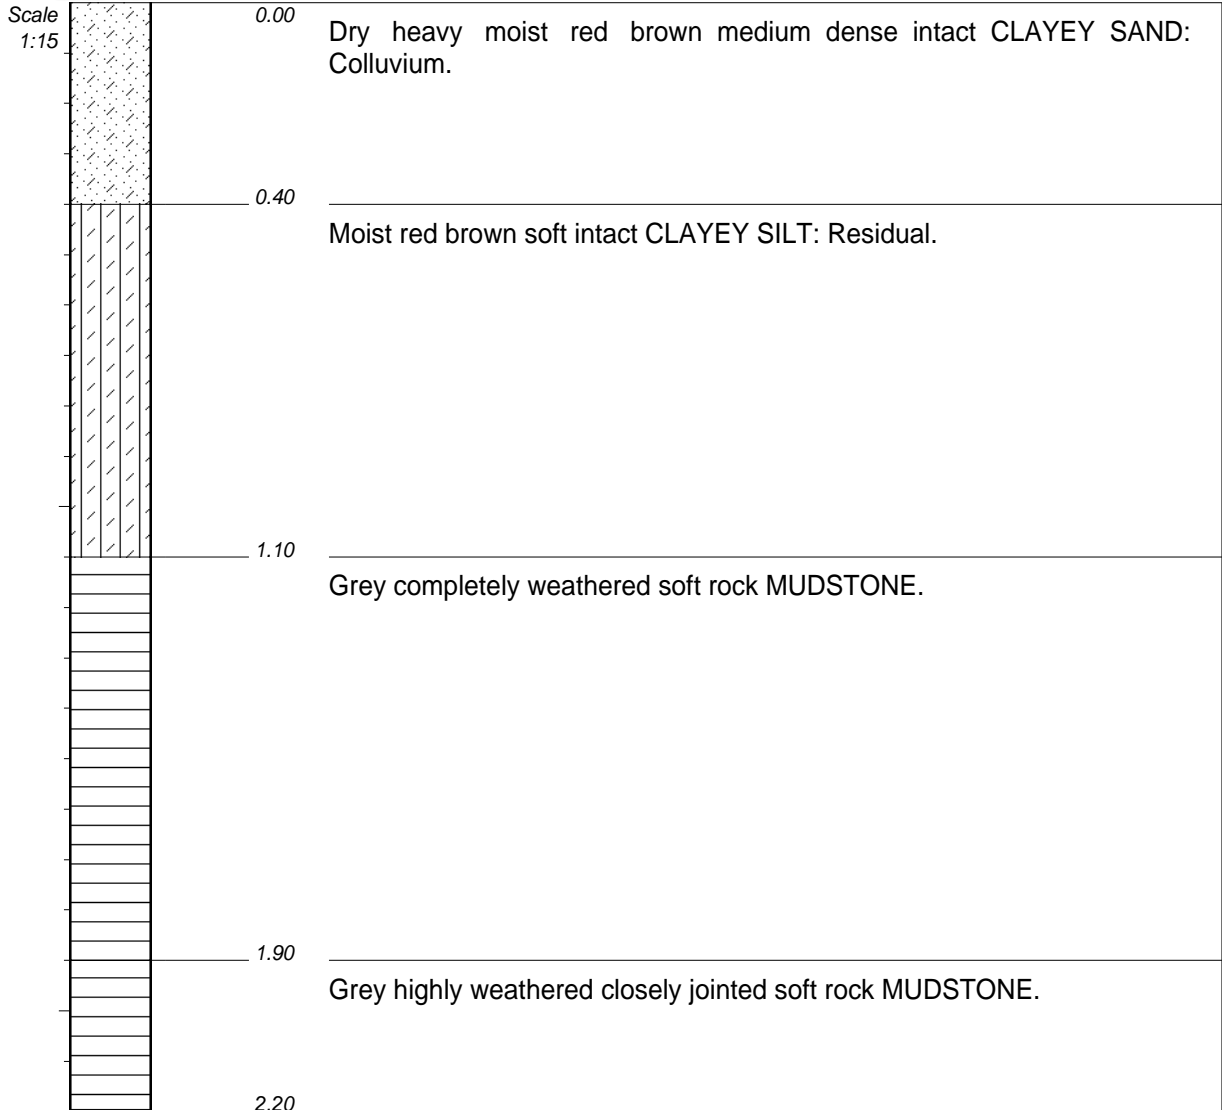 Scale
1:15
0.00
Dry heavy moist red brown medium dense intact CLAYEY SAND:
Colluvium.
0.40
Moist red brown soft intact CLAYEY SILT: Residual.
1.10
Grey completely weathered soft rock MUDSTONE.
1.90
Grey highly weathered closely jointed soft rock MUDSTONE.
2.20